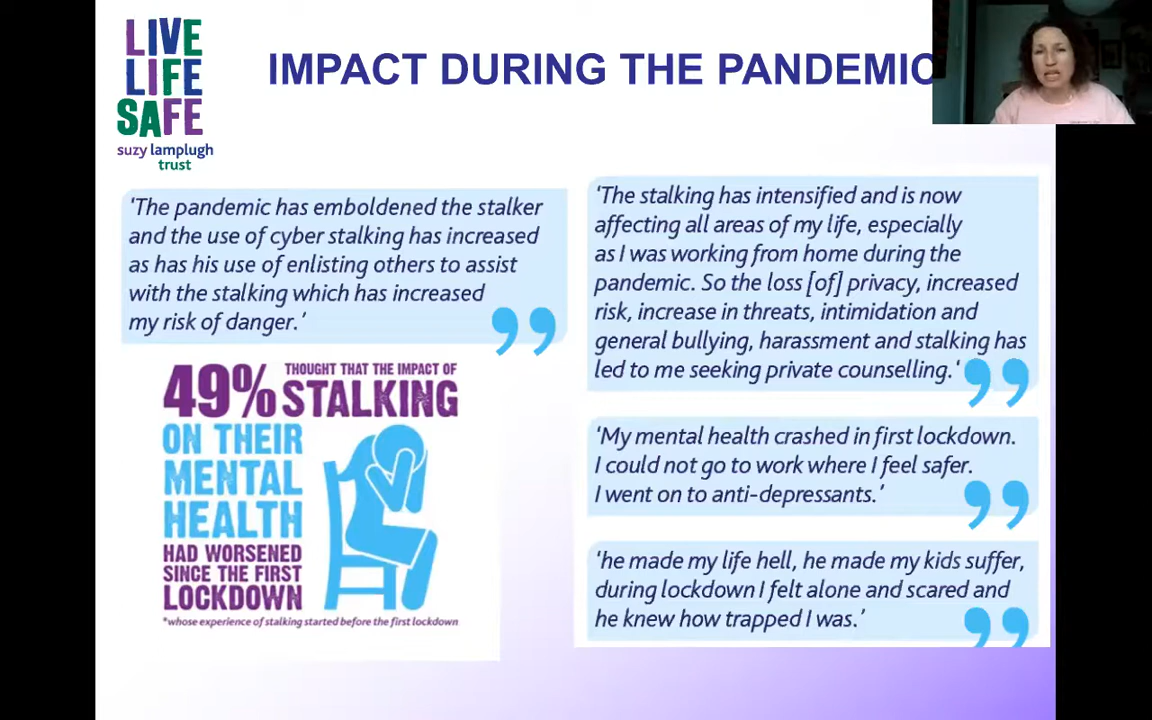 LIVE
LIFE
SAFE
suzy lamplugh
trust
IMPACT DURING THE PANDEMIC
'The pandemic has emboldened the stalker
and the use of cyber stalking has increased
as has his use of enlisting others to assist
with the stalking which has increased
my risk of danger.'
49% THOUGHT THAT THE IMPACT OF
STALKING
ON THEIR
MENTAL
HEALTH
HAD WORSENED
SINCE THE FIRST
LOCKDOWN
*whose experience of stalking started before the first lockdown
'The stalking has intensified and is now
affecting all areas of my life, especially
as I was working from home during the
pandemic. So the loss [of] privacy, increased
risk, increase in threats, intimidation and
general bullying, harassment and stalking has
led to me seeking private counselling.'
'My mental health crashed in first lockdown.
I could not go to work where I feel safer.
I went on to anti-depressants.'
'he made my life hell, he made my kids suffer,
during lockdown I felt alone and scared and
he knew how trapped I was.'